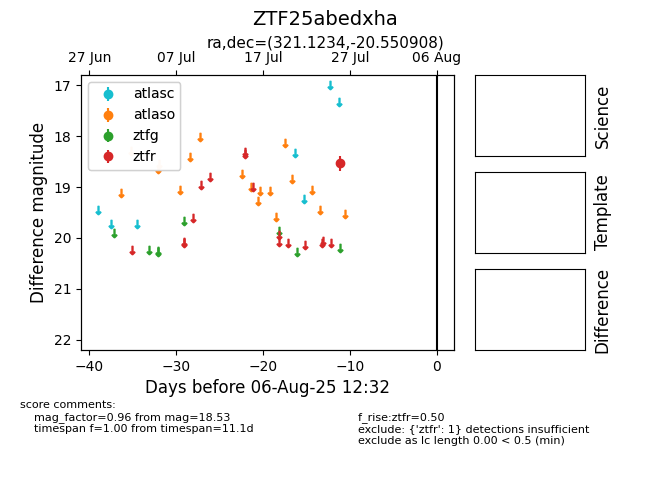 ZTF25abedxha
ra,dec=(321.1234,-20.550908)
27 Jun 07 Jul 17 Jul 27 Jul 06 Aug
atlasc
atlaso
ztfg
ztfr
17
18
19
20
21
22
Difference magnitude
−40 −30 −20 −10 0
Days before 06-Aug-25 12:32
Science
Template
Difference
score comments:
mag_factor=0.96 from mag=18.53
timespan f=1.00 from timespan=11.1d
f_rise:ztfr=0.50
exclude: {'ztfr': 1} detections insufficient
exclude as lc length 0.00 < 0.5 (min)